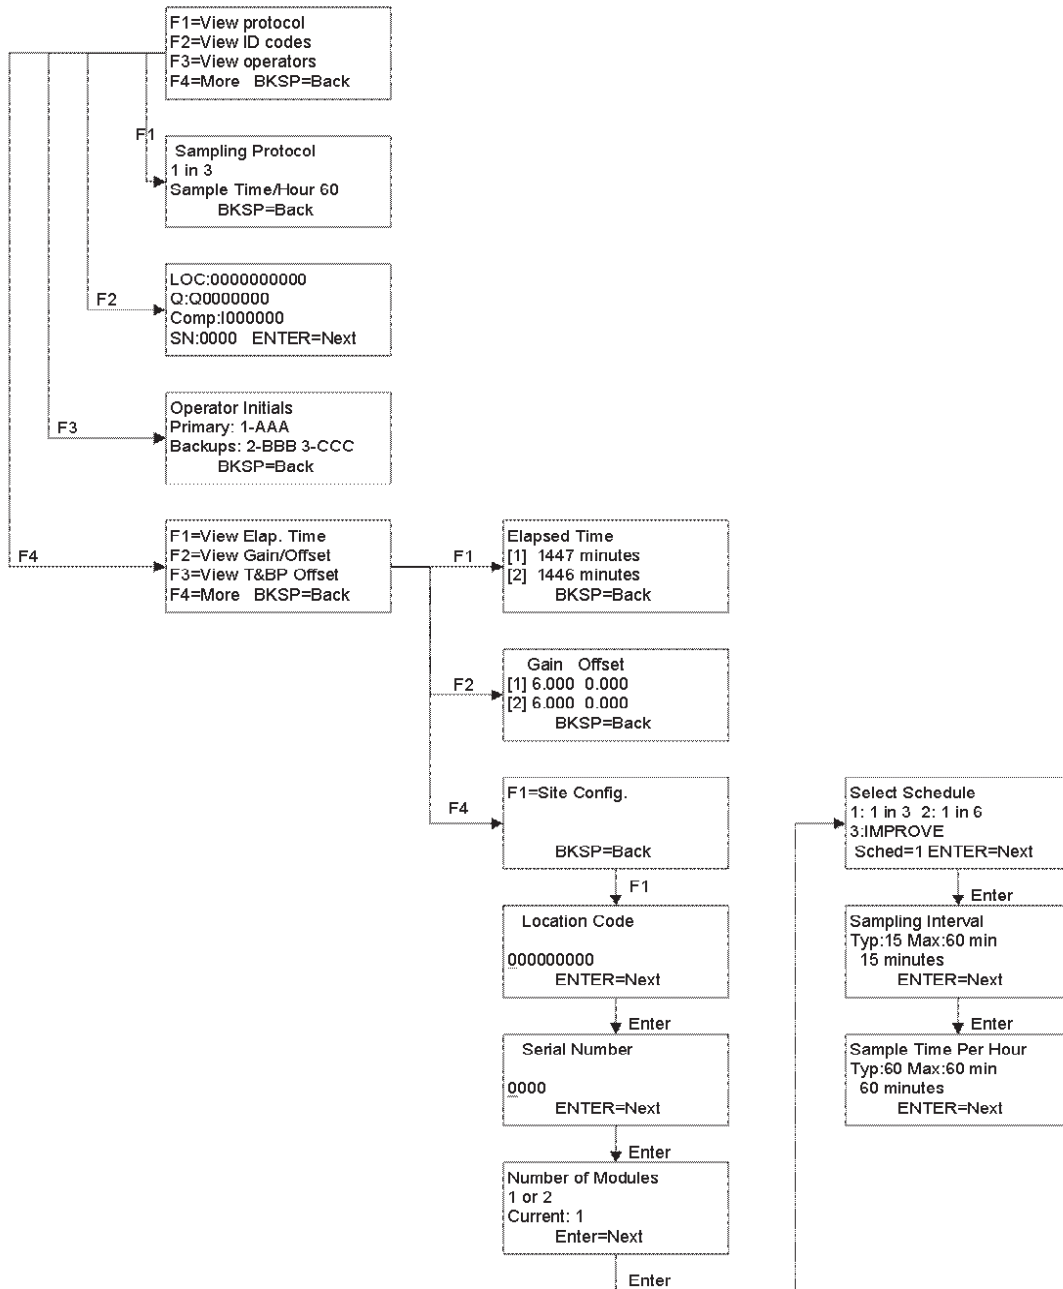 F1=View protocol
F2=View ID codes
F3=View operators
F4=More BKSP=Back
F1
Sampling Protocol
1 in 3
Sample Time/Hour 60
BKSP=Back
F2
LOC:0000000000
Q:Q0000000
Comp:I000000
SN:0000 ENTER=Next
F3
Operator Initials
Primary: 1-AAA
Backups: 2-BBB 3-CCC
BKSP=Back
F4
F1=View Elap. Time
F2=View Gain/Offset
F3=View T&BP Offset
F4=More BKSP=Back
F1
Elapsed Time
[1] 1447 minutes
[2] 1446 minutes
BKSP=Back
F2
Gain Offset
[1] 6.000 0.000
[2] 6.000 0.000
BKSP=Back
F4
F1=Site Config.
BKSP=Back
F1
Location Code
000000000
ENTER=Next
Enter
Serial Number
0000
ENTER=Next
Enter
Number of Modules
1 or 2
Current: 1
Enter=Next
Enter
Select Schedule
1: 1 in 3 2: 1 in 6
3:IMPROVE
Sched=1 ENTER=Next
Enter
Sampling Interval
Typ:15 Max:60 min
15 minutes
ENTER=Next
Enter
Sample Time Per Hour
Typ:60 Max:60 min
60 minutes
ENTER=Next